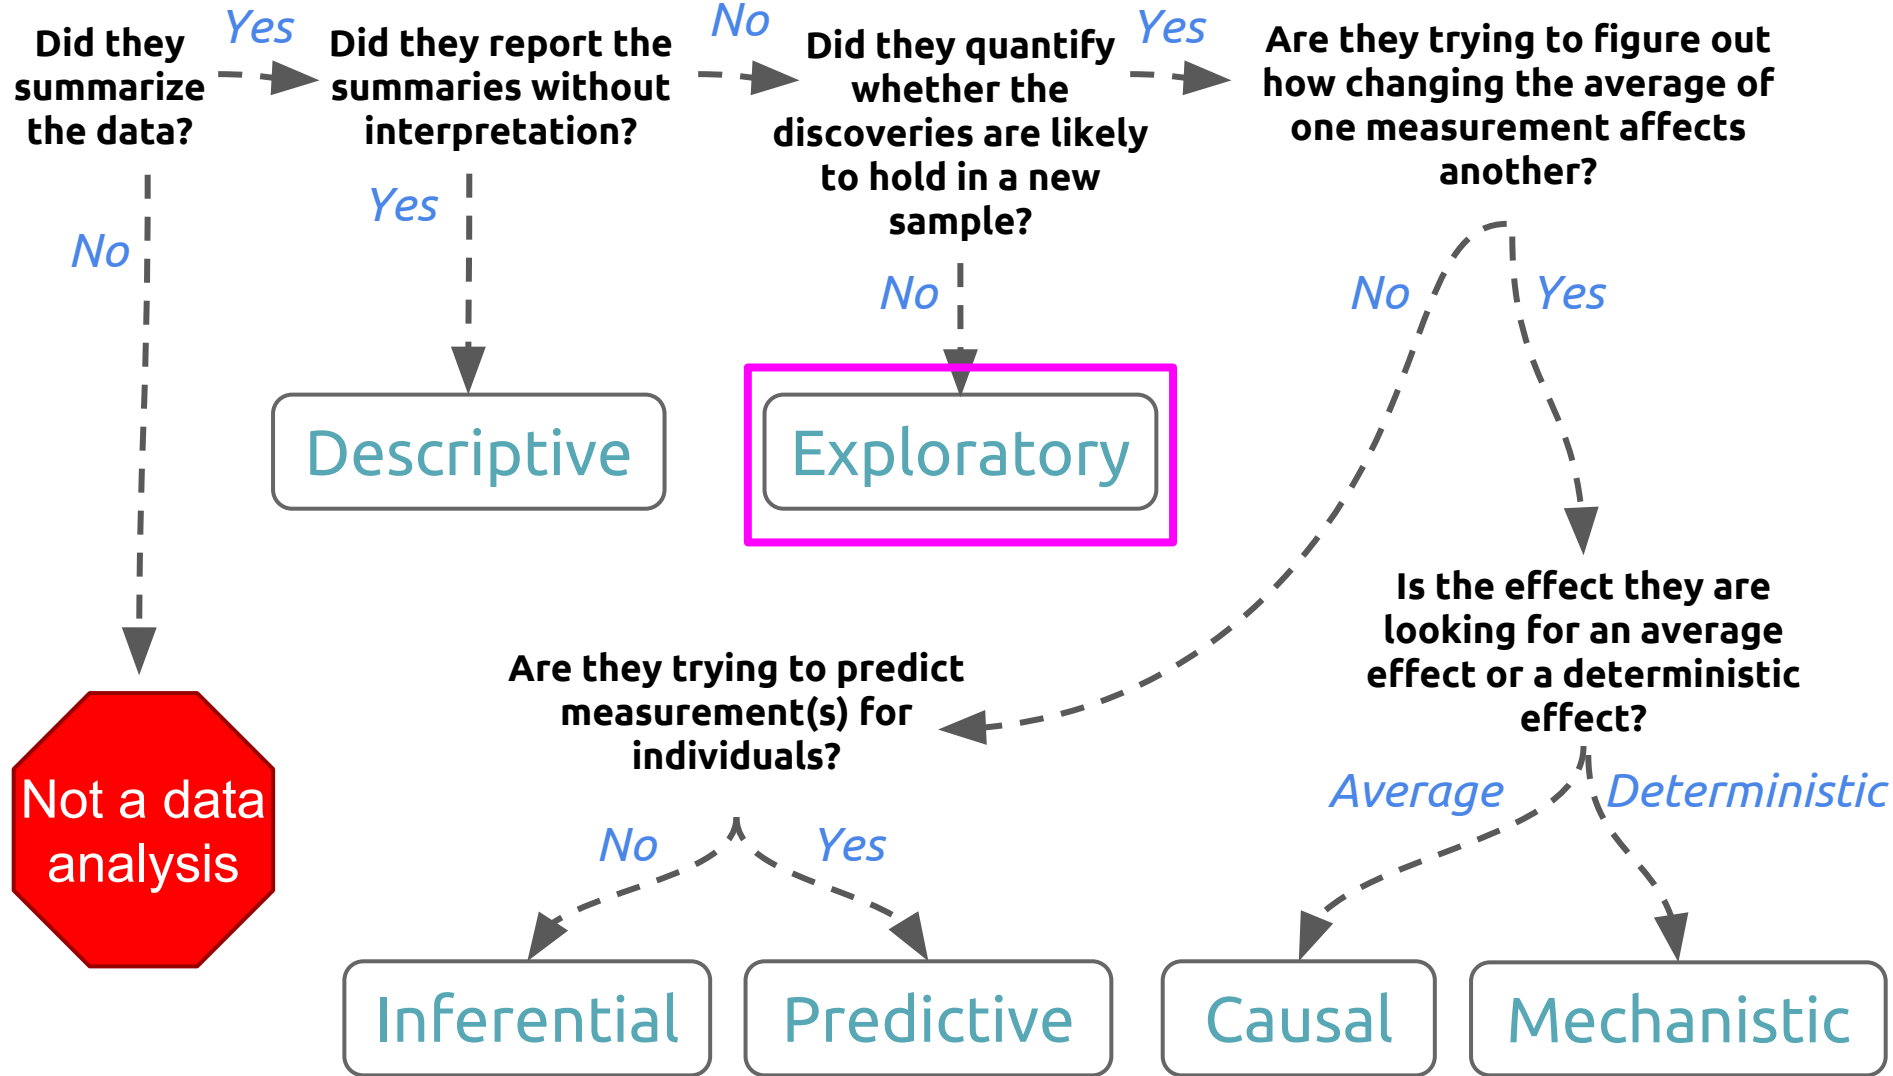 Did they
summarize
the data?
Yes
No
Did they report the
summaries without
interpretation?
No
Yes
Did they quantify
whether the
discoveries are likely
to hold in a new
sample?
Yes
No
Are they trying to figure out
how changing the average of
one measurement affects
another?
No
Yes
Descriptive
Exploratory
Is the effect they are
looking for an average
effect or a deterministic
effect?
Average
Deterministic
Are they trying to predict
measurement(s) for
individuals?
No
Yes
Not a data
analysis
Inferential
Predictive
Causal
Mechanistic